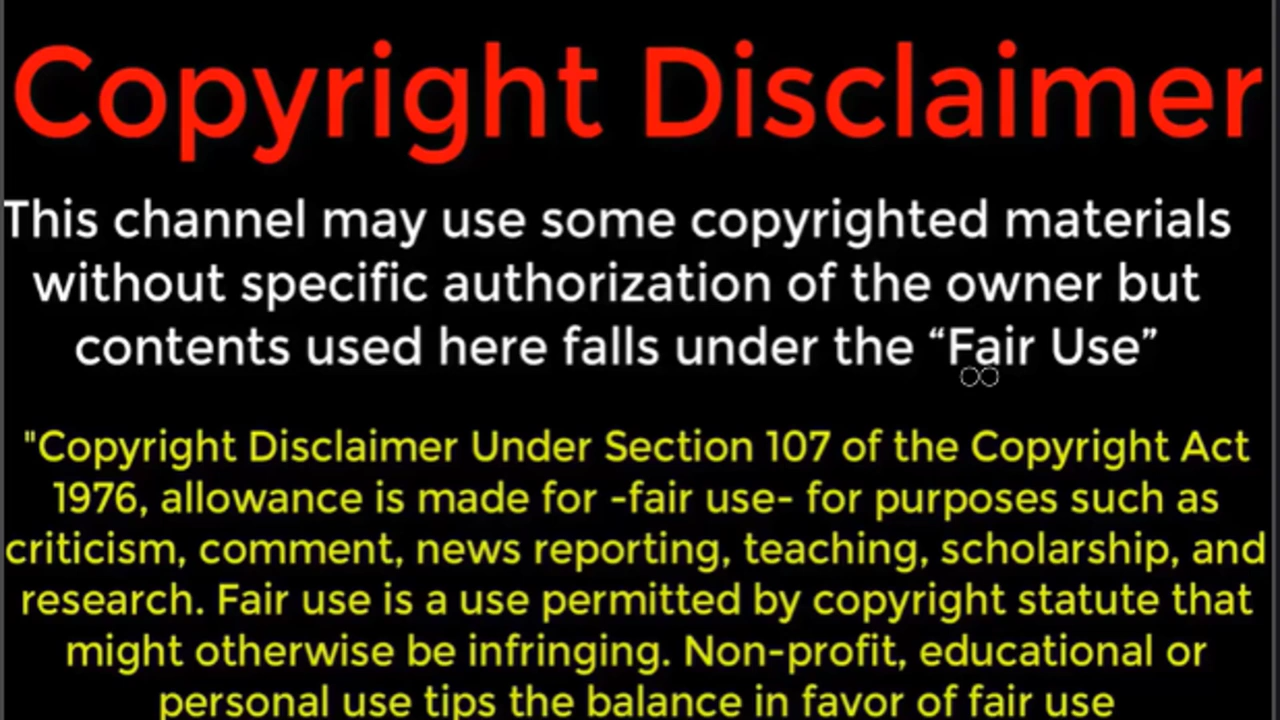 Copyright Disclaimer
This channel may use some copyrighted materials
without specific authorization of the owner but
contents used here falls under the “Fair Use”
"Copyright Disclaimer Under Section 107 of the Copyright Act
1976, allowance is made for -fair use- for purposes such as
criticism, comment, news reporting, teaching, scholarship, and
research. Fair use is a use permitted by copyright statute that
might otherwise be infringing. Non-profit, educational or
personal use tips the balance in favor of fair use